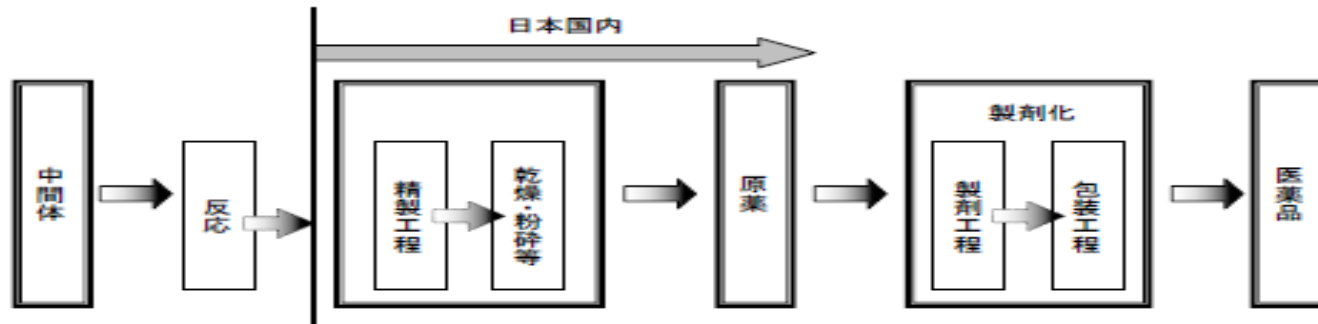 日本国内
中間体
反応
精製工程
乾燥・粉砕等
原薬
製剤化
製剤工程
包装工程
医薬品